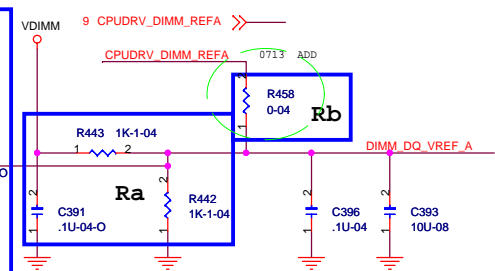 VDIMM
9 CPUDRV_DIMM_REFA
CPUDRV_DIMM_REFA
0713 ADD
2
R458
0-04
Rb
1
R443 1K-1-04
1 2
DIMM_DQ_VREF_A
O
2
C391
.1U-04-O
1
Ra
2
R442
1K-1-04
1
2
C396
.1U-04
1
2
C393
10U-08
1